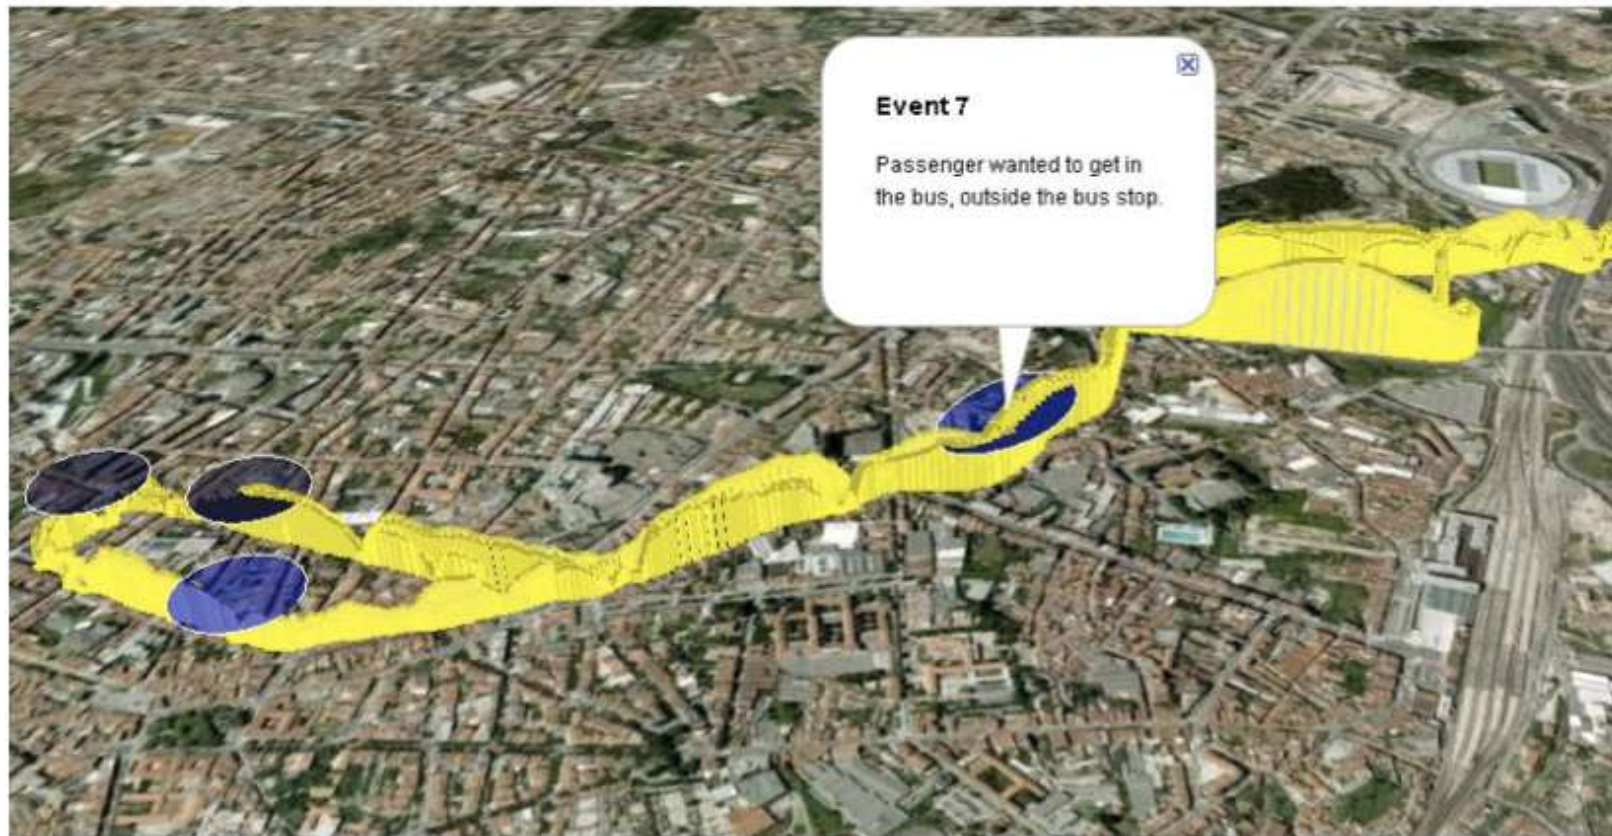 Event 7
Passenger wanted to get in
the bus, outside the bus stop.